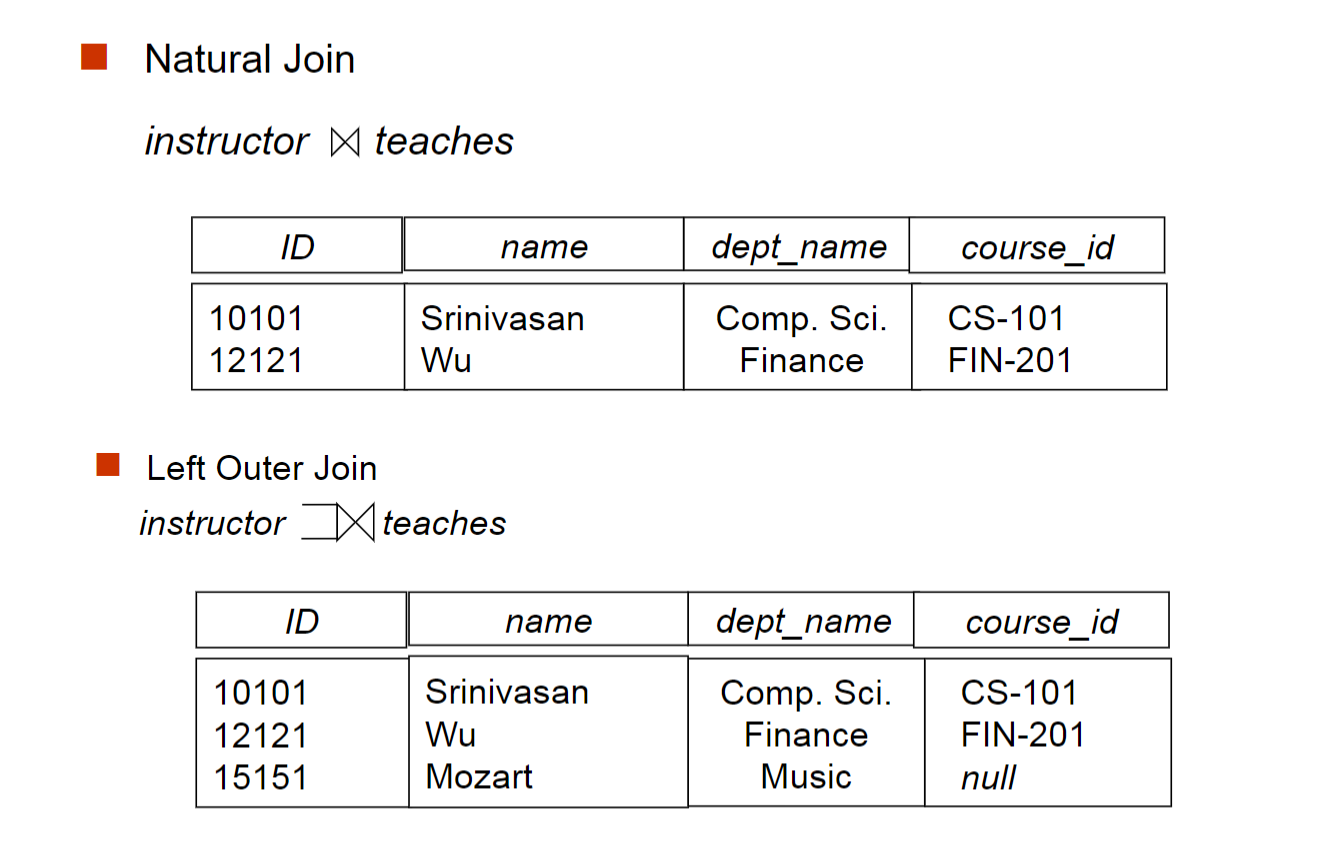 Natural Join
instructor ⋈ teaches
ID name dept_name course_id
10101 Srinivasan Comp. Sci. CS-101
12121 Wu Finance FIN-201
Left Outer Join
instructor ⟕ teaches
ID name dept_name course_id
10101 Srinivasan Comp. Sci. CS-101
12121 Wu Finance FIN-201
15151 Mozart Music null